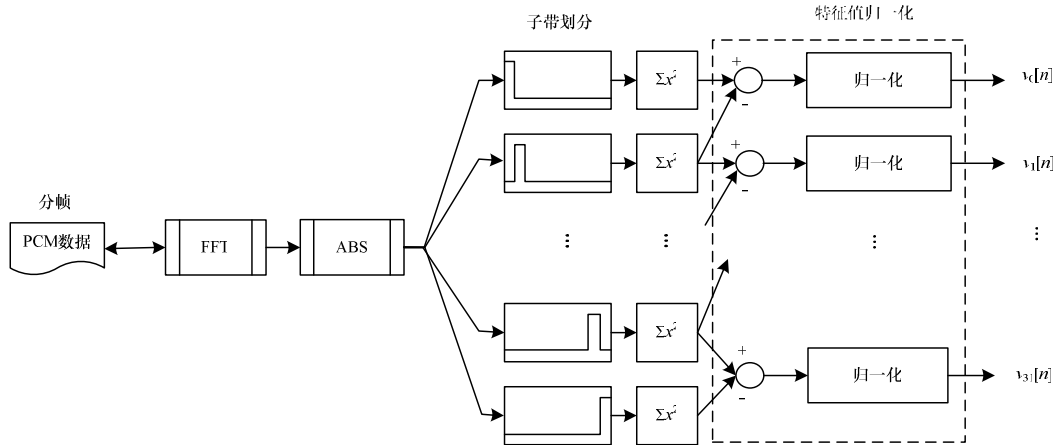 子带划分
特征值归一化
Σx²
+
-
归一化
v₀[n]
Σx²
+
-
归一化
v₁[n]
分帧
PCM数据
FFT
ABS
...
...
...
...
Σx²
+
-
归一化
v₃₁[n]
Σx²